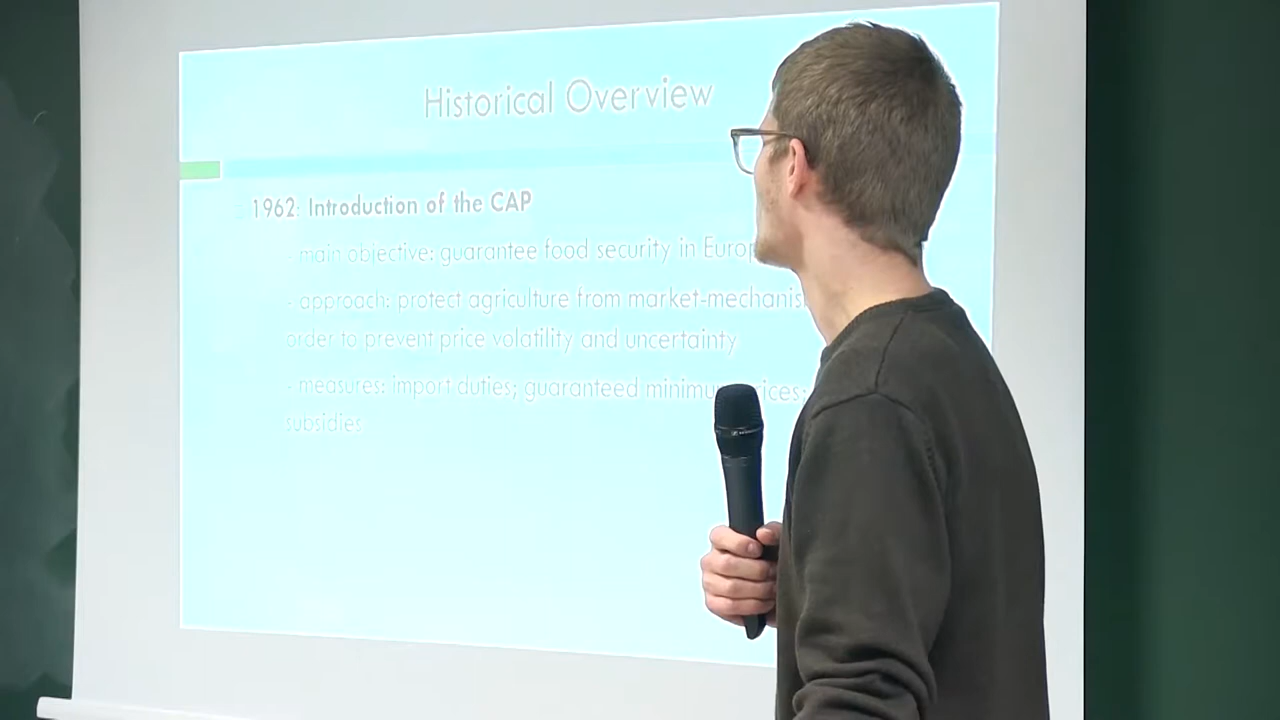 Historical Overview
1962: Introduction of the CAP
- main objective: guarantee food security in Europ
- approach: protect agriculture from market-mechanis
order to prevent price volatility and uncertainty
- measures: import duties; guaranteed minimu rices;
subsidies